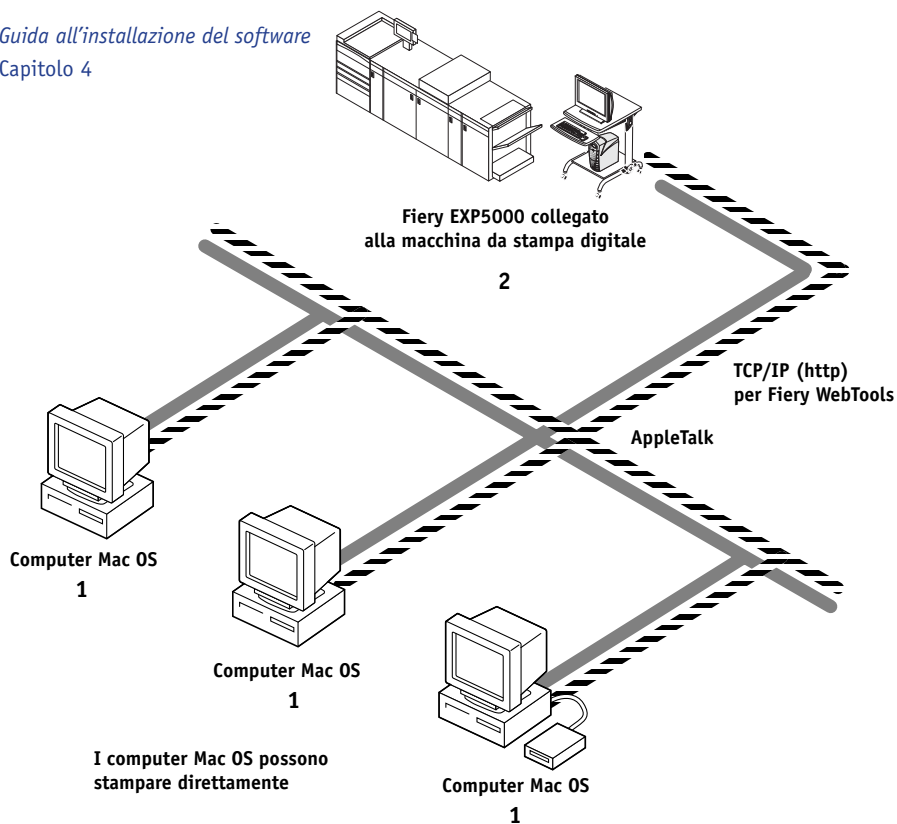 Guida all'installazione del software
Capitolo 4
Fiery EXP5000 collegato
alla macchina da stampa digitale
2
TCP/IP (http)
per Fiery WebTools
AppleTalk
Computer Mac OS
1
Computer Mac OS
1
I computer Mac OS possono
stampare direttamente
Computer Mac OS
1